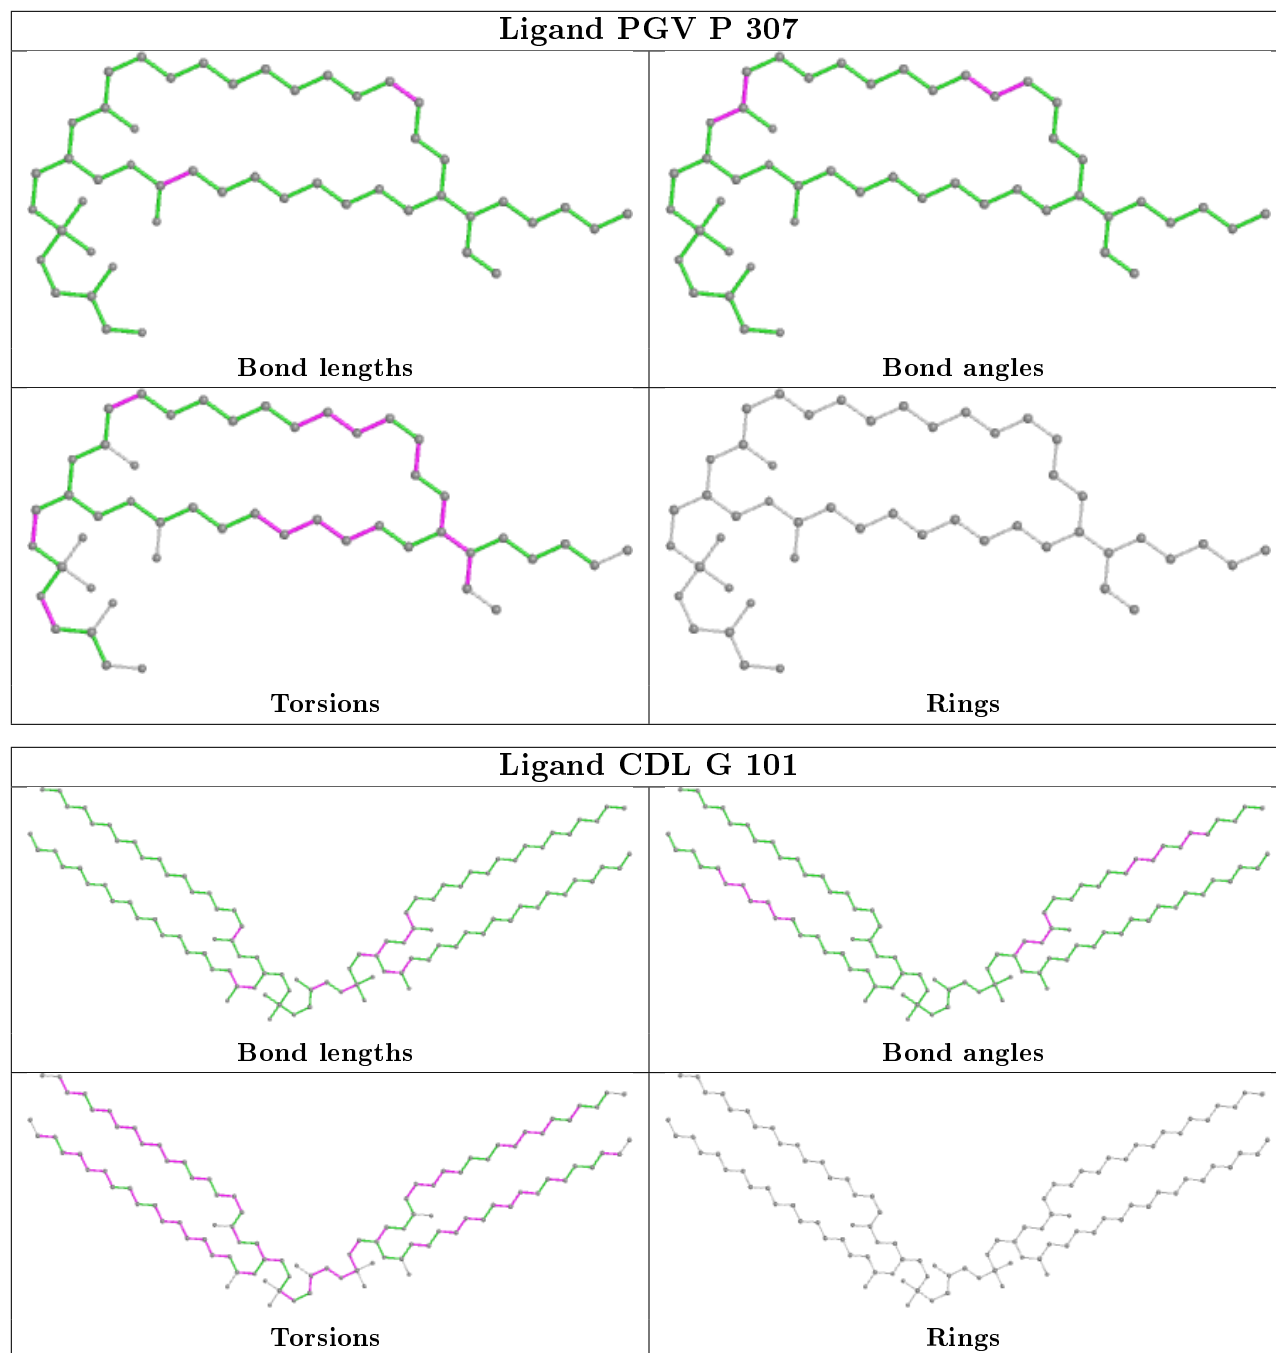 Ligand PGV P 307
Bond lengths
Bond angles
Torsions
Rings
Ligand CDL G 101
Bond lengths
Bond angles
Torsions
Rings